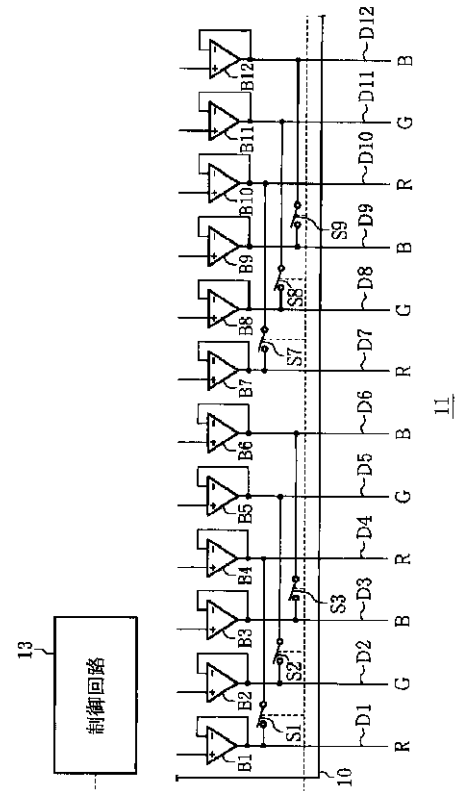 13
制御回路
B1 B2 B3 B4 B5 B6 B7 B8 B9 B10 B11 B12
+ - + - + - + - + - + - + - + - + - + - + - + -
S1 S2 S3 S7 S8 S9
10
D1 D2 D3 D4 D5 D6 D7 D8 D9 D10 D11 D12
R G B R G B R G B R G B
11